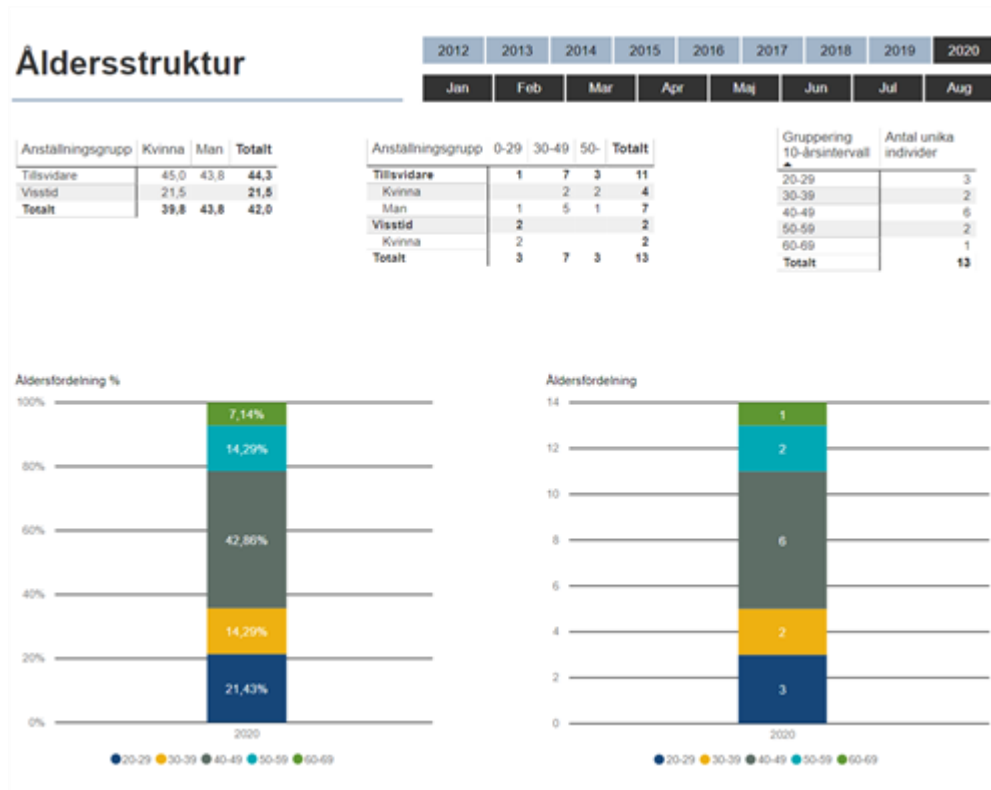 Åldersstruktur
2012 2013 2014 2015 2016 2017 2018 2019 2020
Jan Feb Mar Apr Maj Jun Jul Aug
Anställningsgrupp Kvinna Man Totalt
Tillsvidare 45,0 43,8 44,3
Visstid 21,5 21,5
Totalt 39,8 43,8 42,0
Anställningsgrupp 0-29 30-49 50- Totalt
Tillsvidare 1 7 3 11
Kvinna 2 2 4
Man 1 5 1 7
Visstid 2 2
Kvinna 2 2
Totalt 3 7 3 13
Gruppering Antal unika
10-årsintervall individer
20-29 3
30-39 2
40-49 6
50-59 2
60-69 1
Totalt 13
Åldersfördelning %
100%
80%
60%
40%
20%
0%
7,14%
14,29%
42,86%
14,29%
21,43%
2020
20-29 30-39 40-49 50-59 60-69
Åldersfördelning
14
12
10
8
6
4
2
0
1
2
6
2
3
2020
20-29 30-39 40-49 50-59 60-69